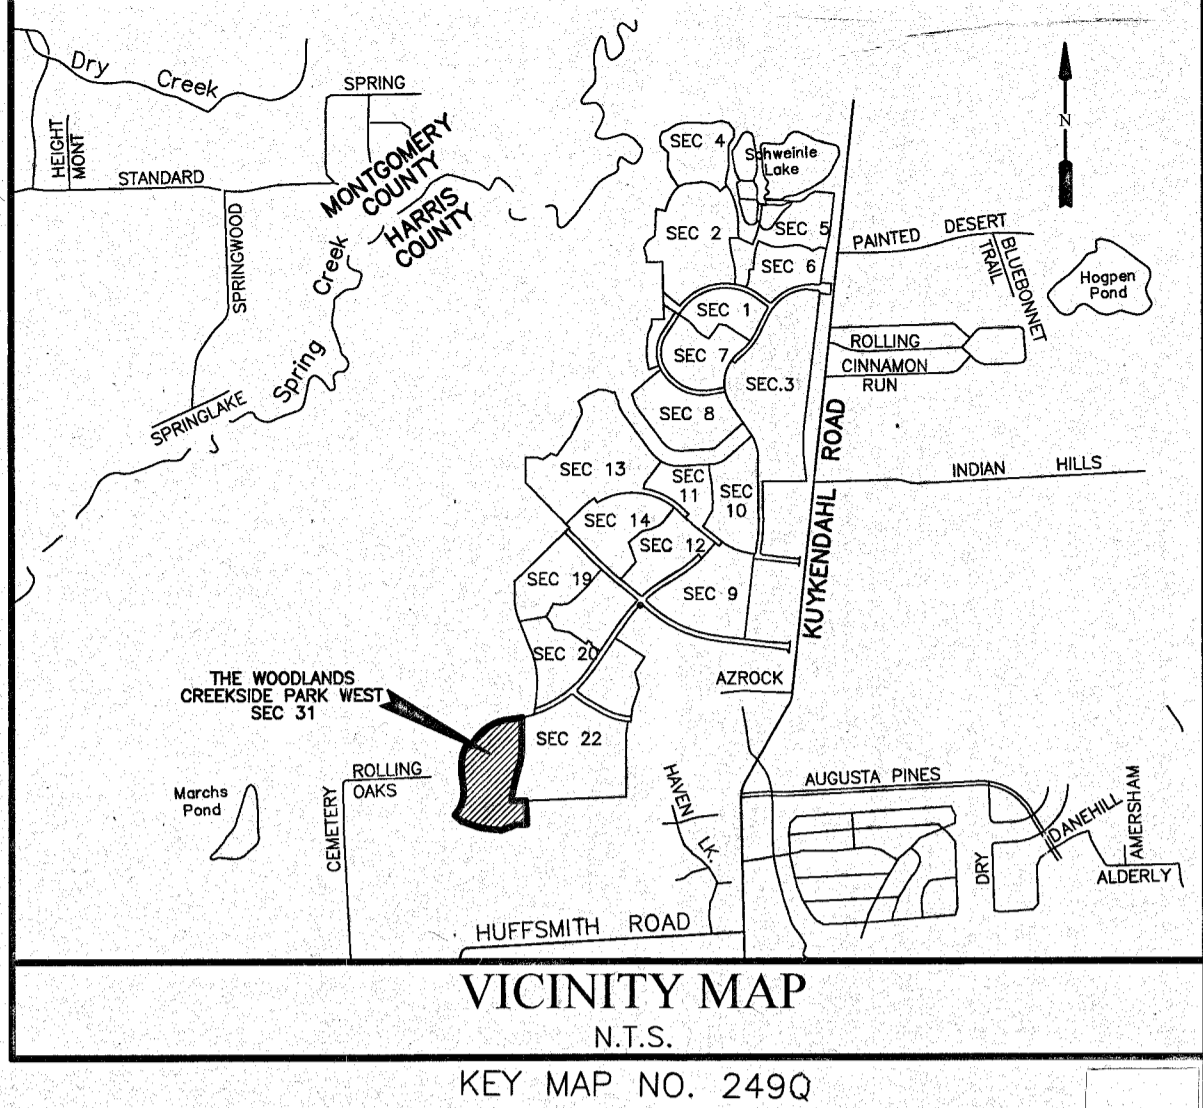 Dry
Creek
SPRING
HEIGHT
MONT
STANDARD
MONTGOMERY
COUNTY
HARRIS
COUNTY
SPRINGWOOD
Creek
Spring
SPRINGLAKE
N
SEC 4
Schweinle
Lake
SEC 2
SEC 5
SEC 6
PAINTED DESERT
BLUEBONNET
TRAIL
Hogpen
Pond
SEC 1
SEC 7
SEC.3
ROLLING
CINNAMON
RUN
SEC 8
KUYKENDAHL ROAD
SEC 13
SEC
11
SEC
10
INDIAN HILLS
SEC 14
SEC 12
SEC 19
SEC 9
SEC 20
AZROCK
THE WOODLANDS
CREEKSIDE PARK WEST
SEC 31
SEC 22
ROLLING
OAKS
CEMETERY
Marchs
Pond
HAVEN
LK.
AUGUSTA PINES
DANEHILL
AMERSHAM
DRY
ALDERLY
HUFFSMITH ROAD
VICINITY MAP
N.T.S.
KEY MAP NO. 249Q